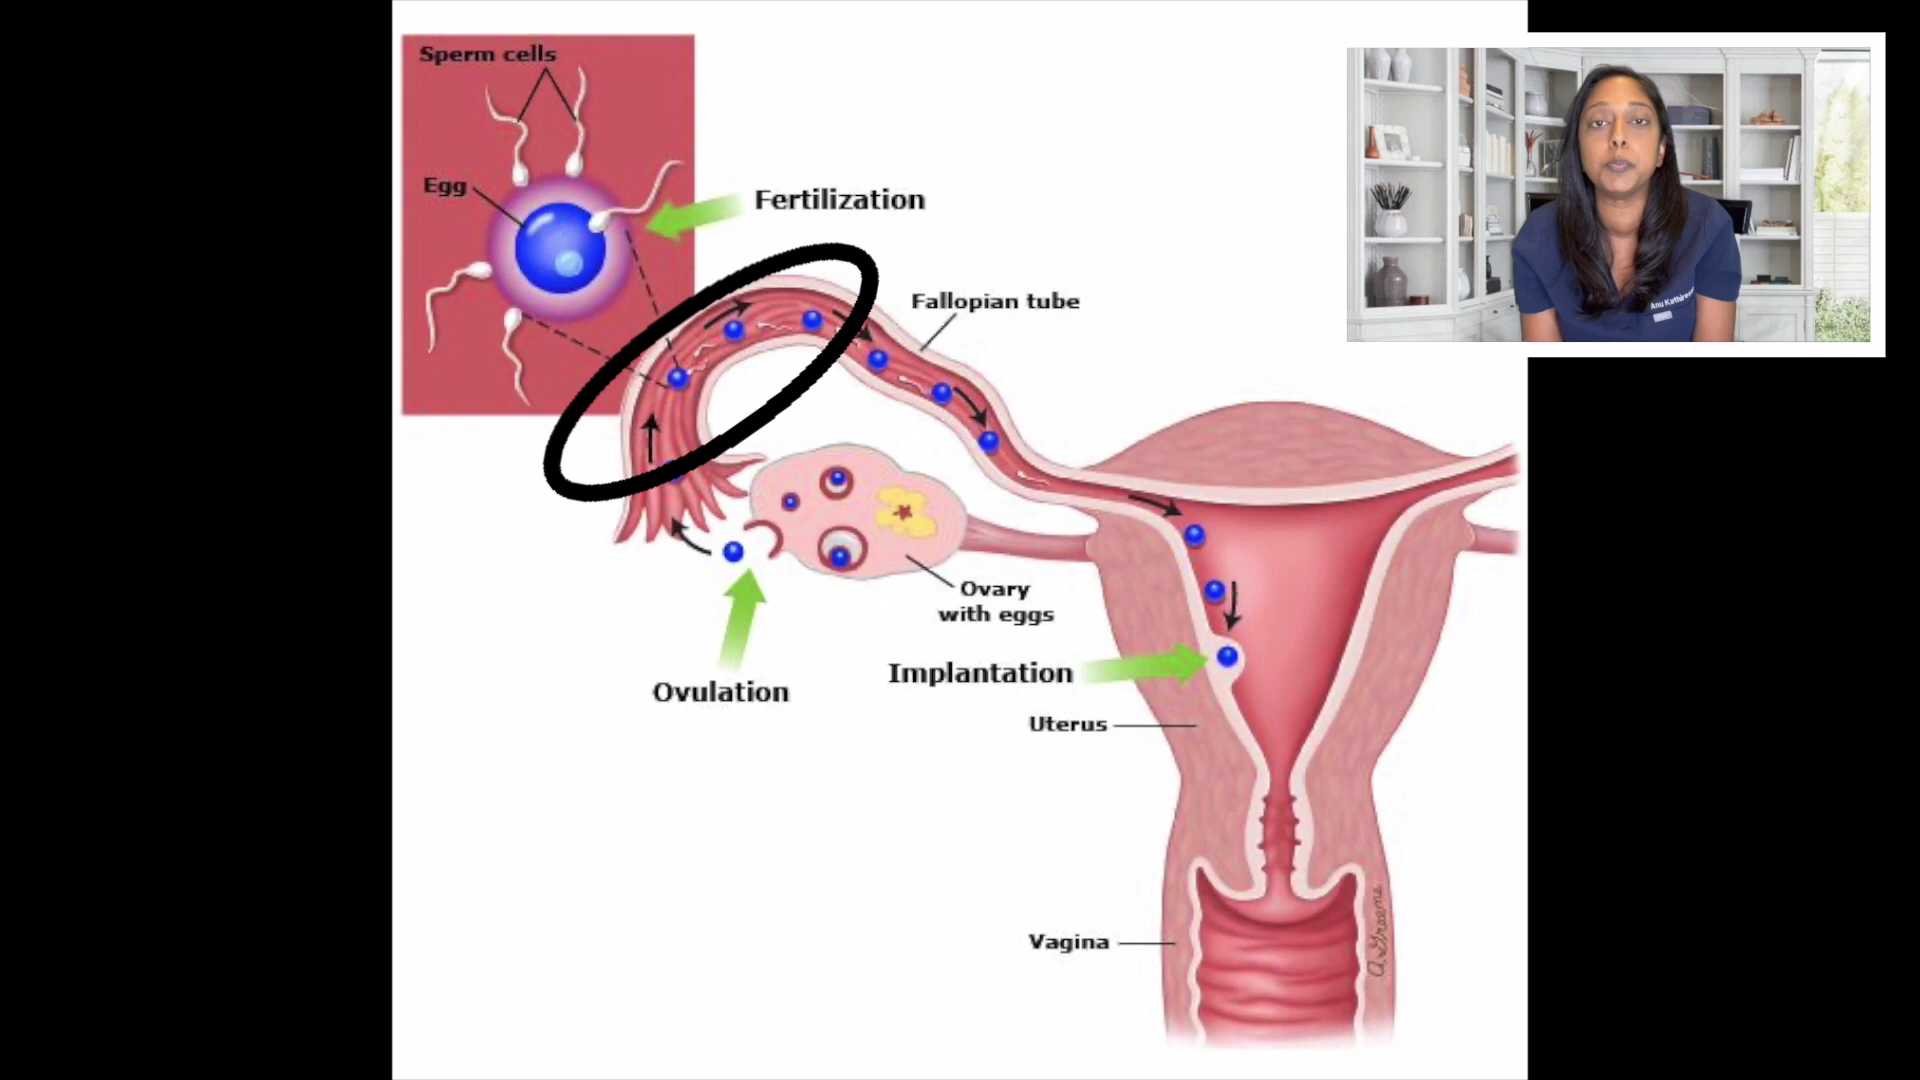 Sperm cells
Egg
Fertilization
Fallopian tube
Ovary
with eggs
Ovulation
Implantation
Uterus
Vagina